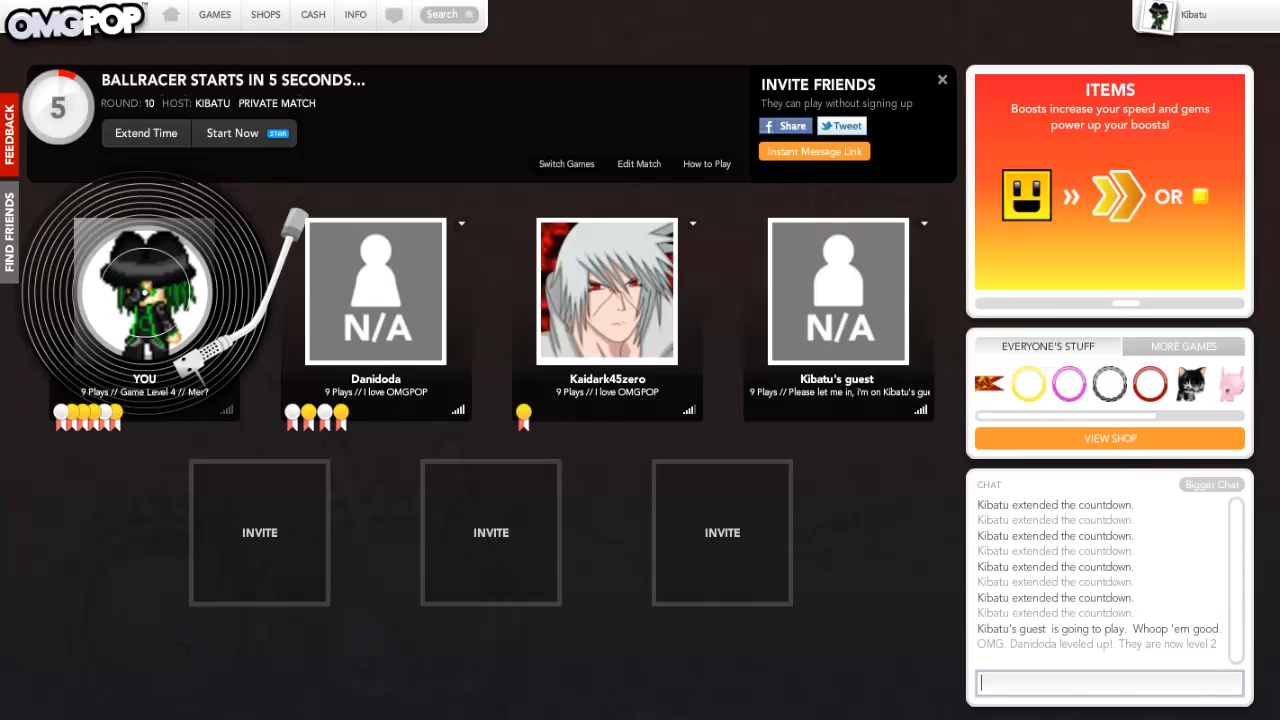 OMGPOP™
GAMES
SHOPS
CASH
INFO
Search
Kibatu
FEEDBACK
FIND FRIENDS
5
BALLRACER STARTS IN 5 SECONDS...
ROUND: 10 HOST: KIBATU PRIVATE MATCH
Extend Time
Start Now STAR
Switch Games
Edit Match
How to Play
INVITE FRIENDS
They can play without signing up
f Share
Tweet
Instant Message Link
ITEMS
Boosts increase your speed and gems
power up your boosts!
OR
N/A
N/A
YOU
9 Plays // Game Level 4 // Mer?
Danidoda
9 Plays // I love OMGPOP
Kaidark45zero
9 Plays // I love OMGPOP
Kibatu's guest
9 Plays // Please let me in, i'm on Kibatu's gue
INVITE
INVITE
INVITE
EVERYONE'S STUFF
MORE GAMES
VIEW SHOP
CHAT
Bigger Chat
Kibatu extended the countdown.
Kibatu extended the countdown.
Kibatu extended the countdown.
Kibatu extended the countdown.
Kibatu extended the countdown.
Kibatu extended the countdown.
Kibatu extended the countdown.
Kibatu extended the countdown.
Kibatu's guest is going to play. Whoop 'em good.
OMG. Danidoda leveled up!. They are now level 2